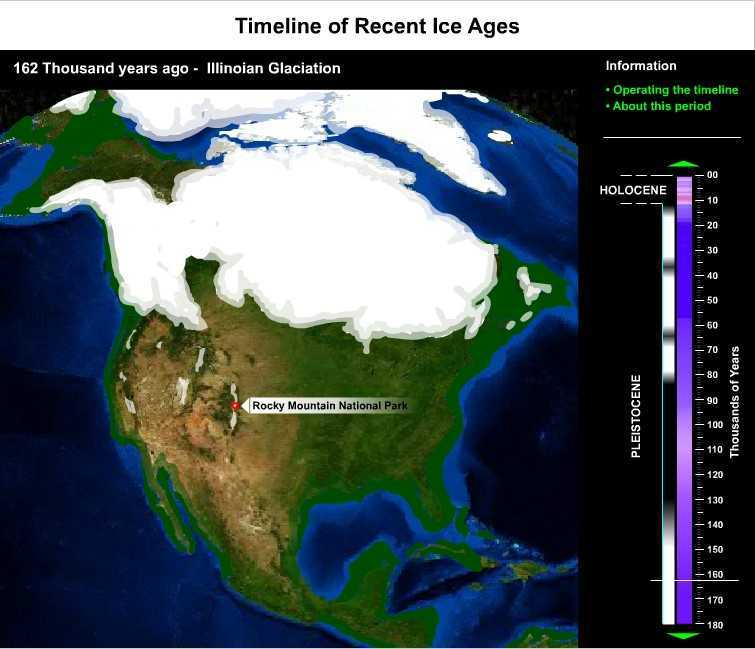 Timeline of Recent Ice Ages
162 Thousand years ago - Illinoian Glaciation
Information
• Operating the timeline
• About this period
HOLOCENE
PLEISTOCENE
Rocky Mountain National Park
00
10
20
30
40
50
60
70
80
90
100
110
120
130
140
150
160
170
180
Thousands of Years